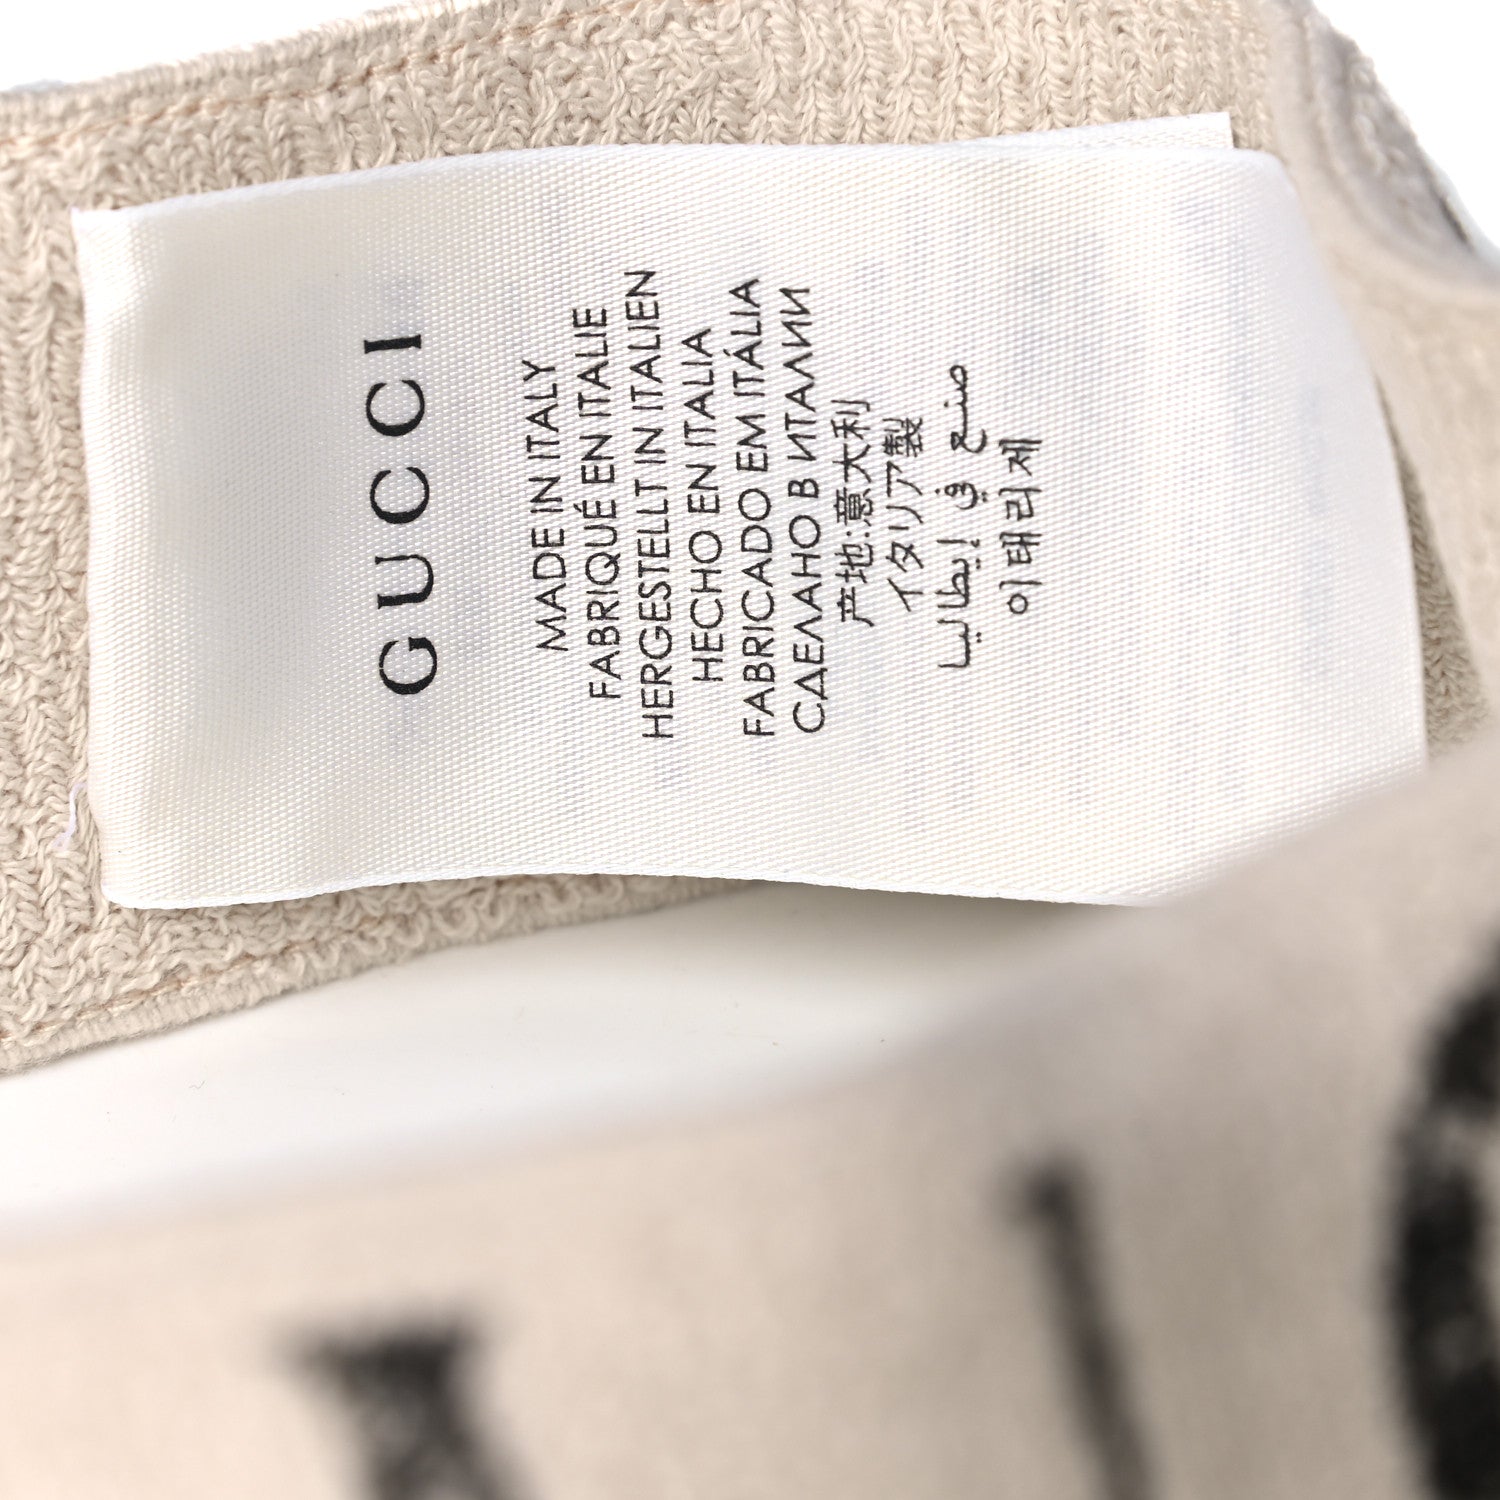 GUCCI
MADE IN ITALY
FABRIQUÉ EN ITALIE
HERGESTELLT IN ITALIEN
HECHO EN ITALIA
FABRICADO EM ITÁLIA
СДЕЛАНО В ИТАЛИИ
产地:意大利
イタリア製
صنع في إيطاليا
이태리제